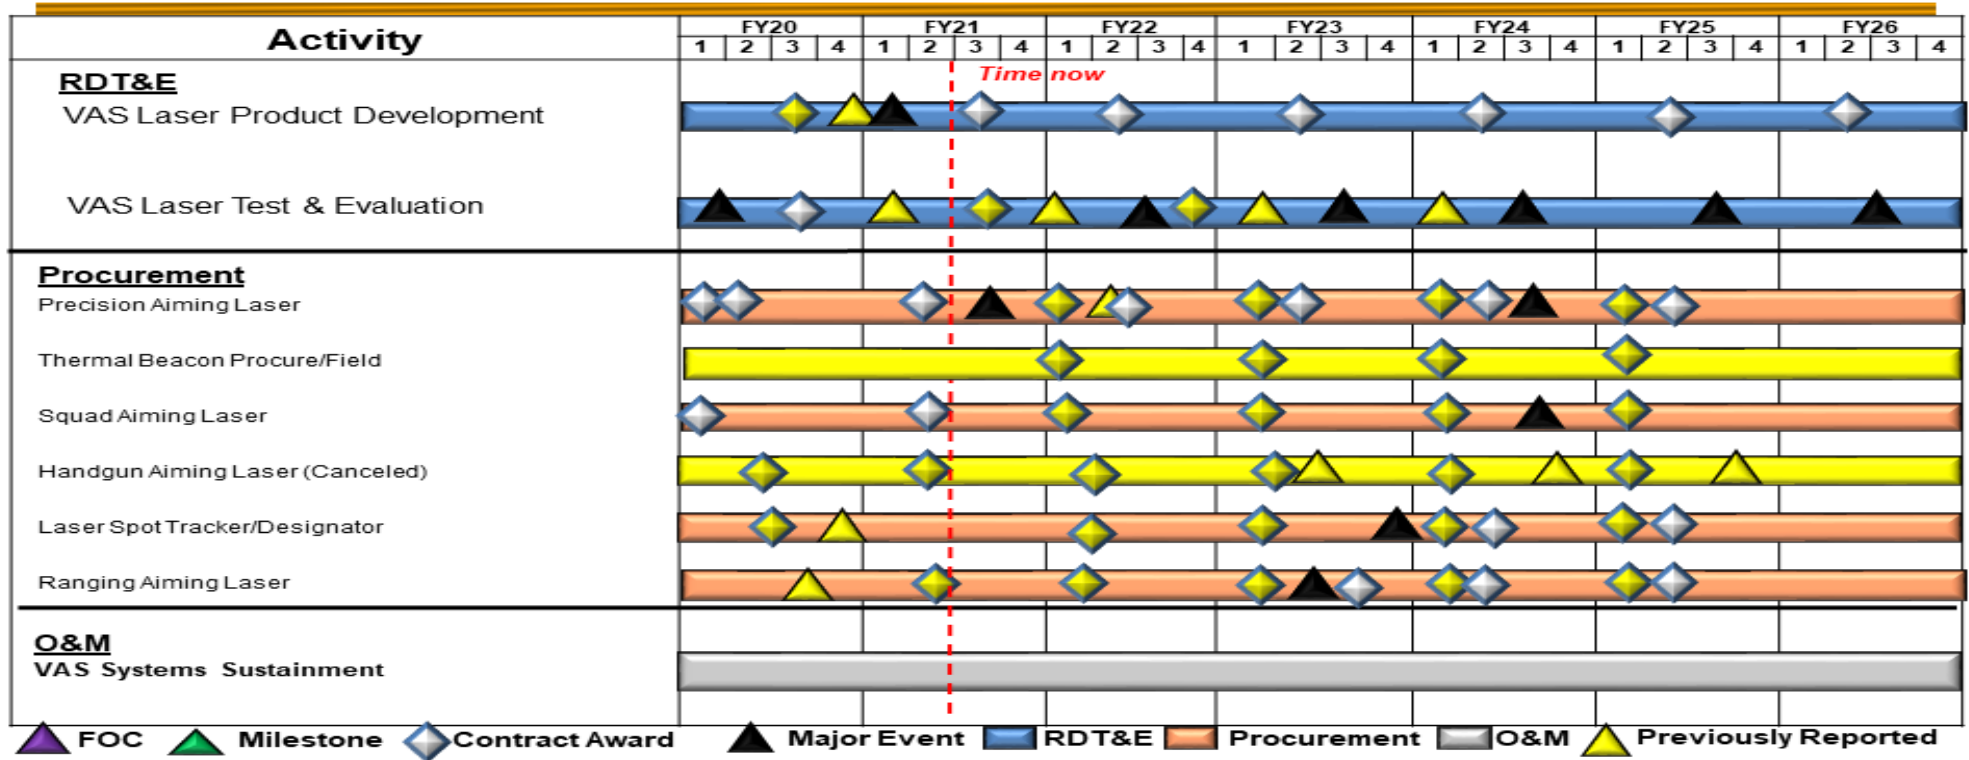 Activity
FY20 FY21 FY22 FY23 FY24 FY25 FY26
1 2 3 4 1 2 3 4 1 2 3 4 1 2 3 4 1 2 3 4 1 2 3 4 1 2 3 4
Time now
RDT&E
VAS Laser Product Development
VAS Laser Test & Evaluation
Procurement
Precision Aiming Laser
Thermal Beacon Procure/Field
Squad Aiming Laser
Handgun Aiming Laser (Canceled)
Laser Spot Tracker/Designator
Ranging Aiming Laser
O&M
VAS Systems Sustainment
FOC Milestone Contract Award Major Event RDT&E Procurement O&M Previously Reported